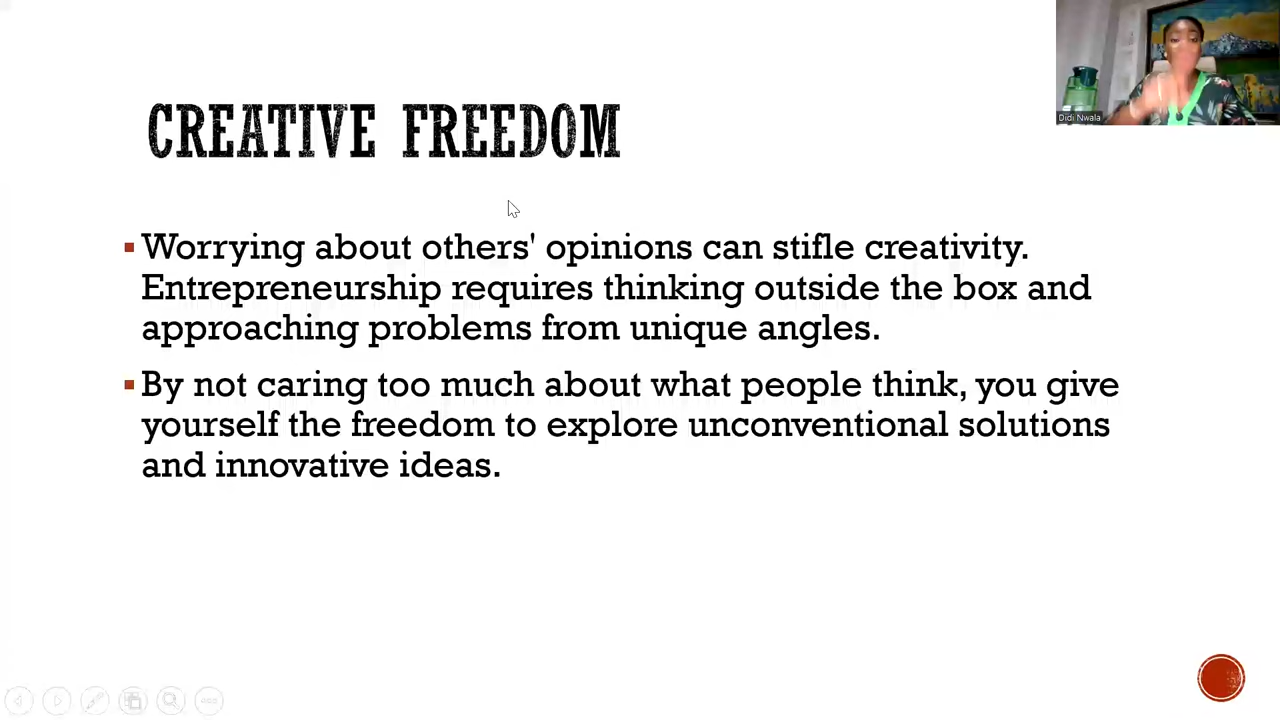 CREATIVE FREEDOM
Worrying about others' opinions can stifle creativity.
Entrepreneurship requires thinking outside the box and
approaching problems from unique angles.
By not caring too much about what people think, you give
yourself the freedom to explore unconventional solutions
and innovative ideas.
Didi Nwala